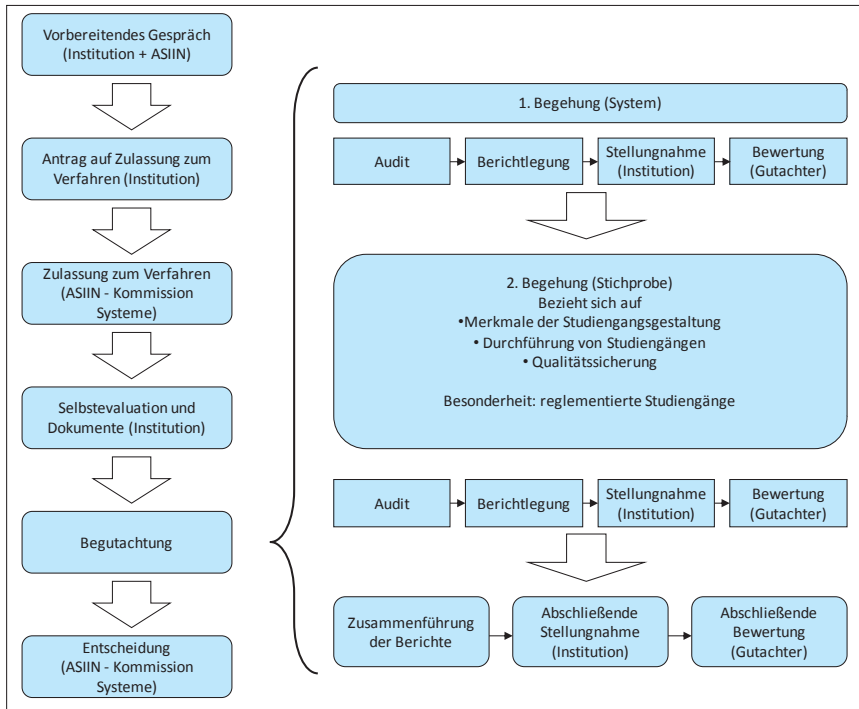 Vorbereitendes Gespräch
(Institution + ASIIN)
Antrag auf Zulassung zum
Verfahren (Institution)
Zulassung zum Verfahren
(ASIIN - Kommission
Systeme)
Selbstevaluation und
Dokumente (Institution)
Begutachtung
Entscheidung
(ASIIN - Kommission
Systeme)
1. Begehung (System)
Audit
Berichtlegung
Stellungnahme
(Institution)
Bewertung
(Gutachter)
2. Begehung (Stichprobe)
Bezieht sich auf
•Merkmale der Studiengangsgestaltung
• Durchführung von Studiengängen
• Qualitätssicherung
Besonderheit: reglementierte Studiengänge
Audit
Berichtlegung
Stellungnahme
(Institution)
Bewertung
(Gutachter)
Zusammenführung
der Berichte
Abschließende
Stellungnahme
(Institution)
Abschließende
Bewertung
(Gutachter)